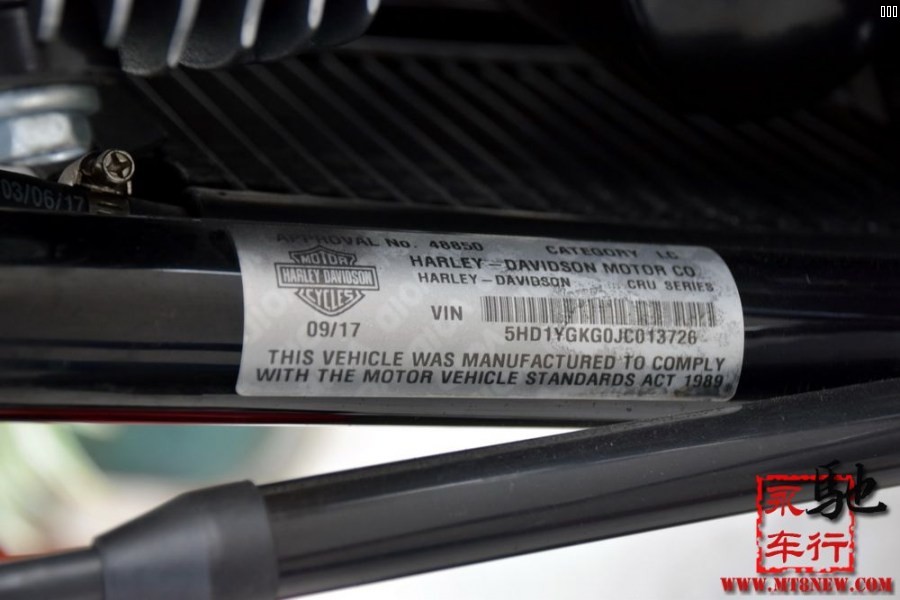 03/06/17
APPROVAL No. 48850 CATEGORY LC
HARLEY-DAVIDSON MOTOR CO.
HARLEY-DAVIDSON CRU SERIES
MOTOR
HARLEY-DAVIDSON
CYCLES
VIN
5HD1YGKG0JC013726
09/17
THIS VEHICLE WAS MANUFACTURED TO COMPLY
WITH THE MOTOR VEHICLE STANDARDS ACT 1989
驰
车行
WWW.MT8NEW.COM